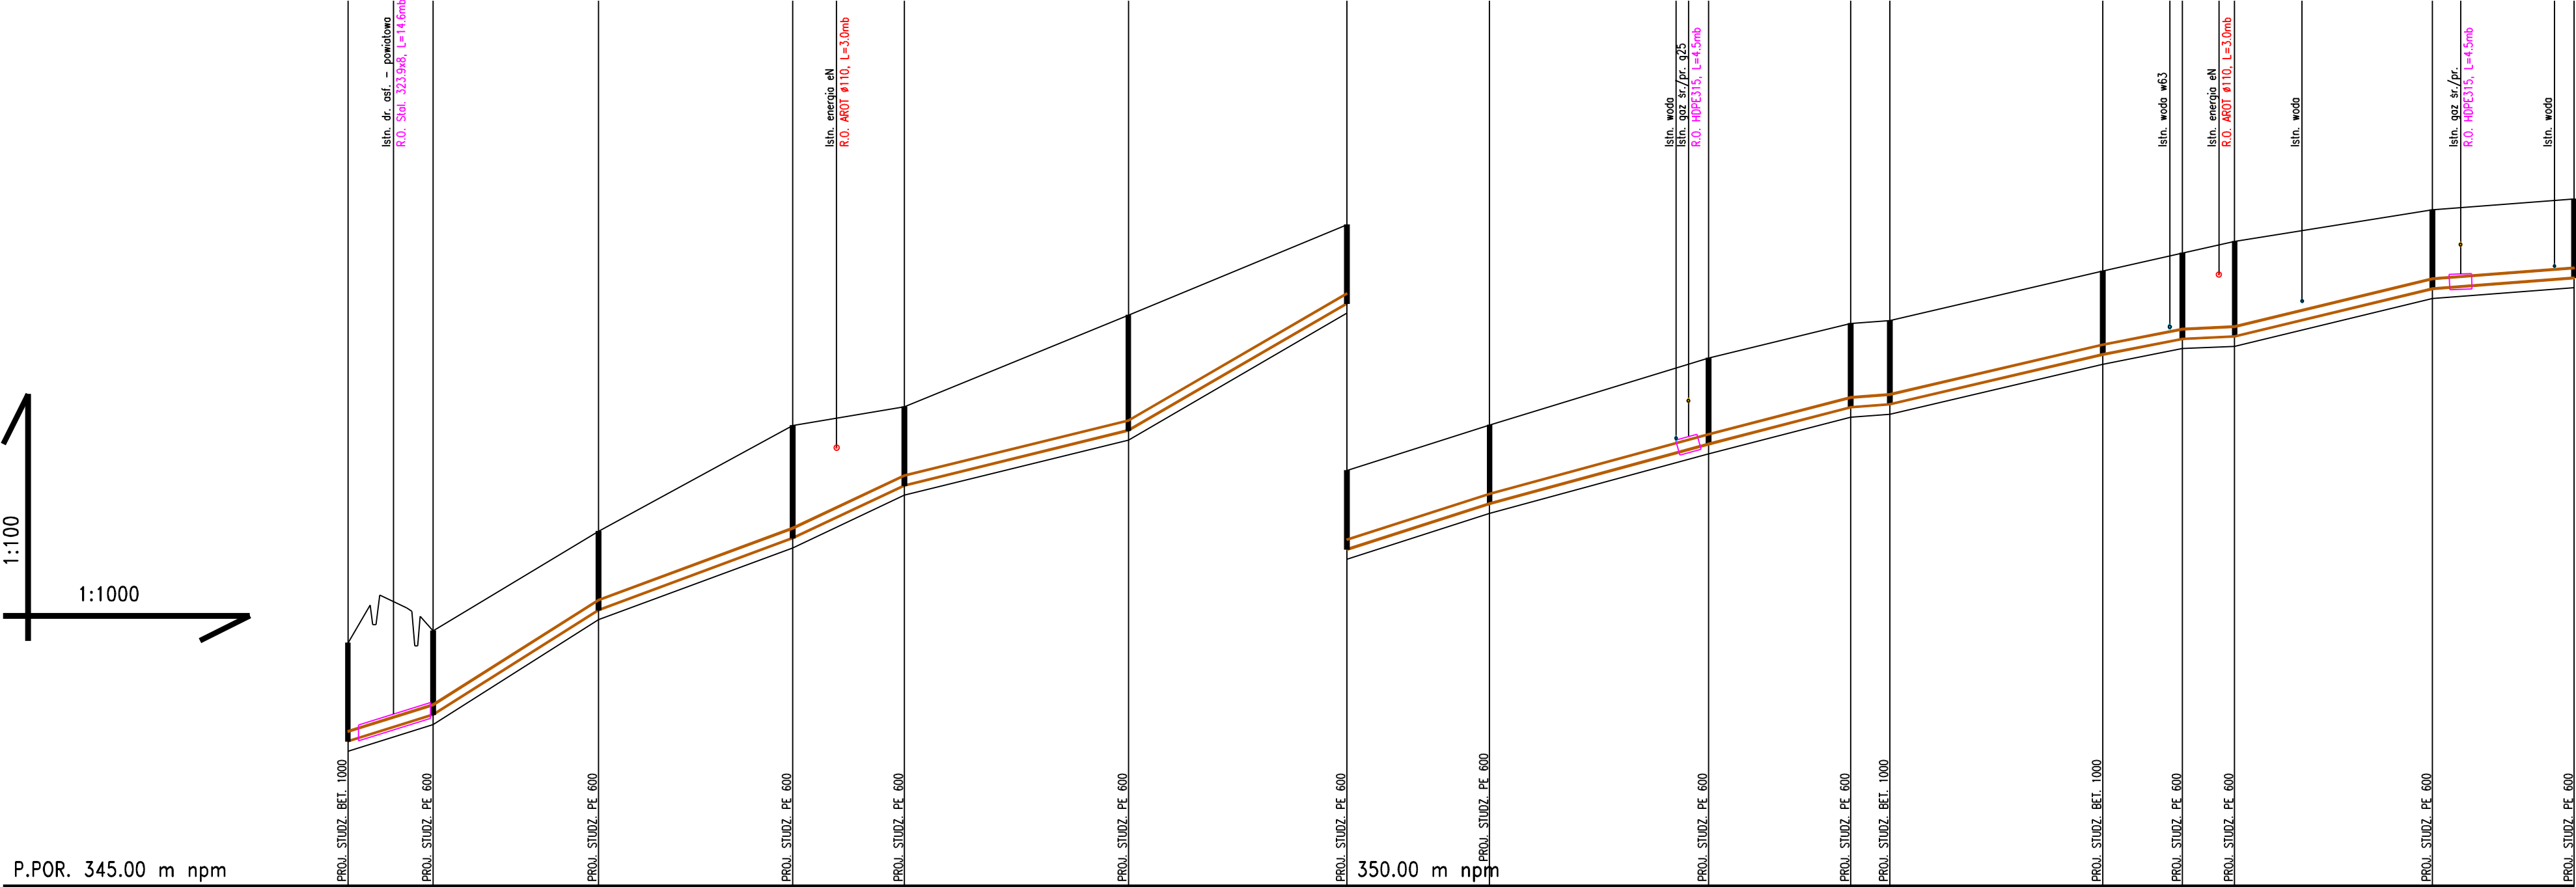 Istn. dr. asf. - powiatowa
R.O. Stal. 323.9x8, L=14.6mb
Istn. energia eN
R.O. AROT ø110, L=3.0mb
Istn. woda
Istn. gaz śr./pr. g25
R.O. HDPE315, L=4.5mb
Istn. woda w63
Istn. energia eN
R.O. AROT ø110, L=3.0mb
Istn. woda
Istn. gaz śr./pr.
R.O. HDPE315, L=4.5mb
Istn. woda
1:100
1:1000
PROJ. STUDZ. BET. 1000
PROJ. STUDZ. PE 600
PROJ. STUDZ. PE 600
PROJ. STUDZ. PE 600
PROJ. STUDZ. PE 600
PROJ. STUDZ. PE 600
PROJ. STUDZ. PE 600
PROJ. STUDZ. PE 600
PROJ. STUDZ. PE 600
PROJ. STUDZ. PE 600
PROJ. STUDZ. BET. 1000
PROJ. STUDZ. BET. 1000
PROJ. STUDZ. PE 600
PROJ. STUDZ. PE 600
PROJ. STUDZ. PE 600
PROJ. STUDZ. PE 600
P.POR. 345.00 m npm
350.00 m npm